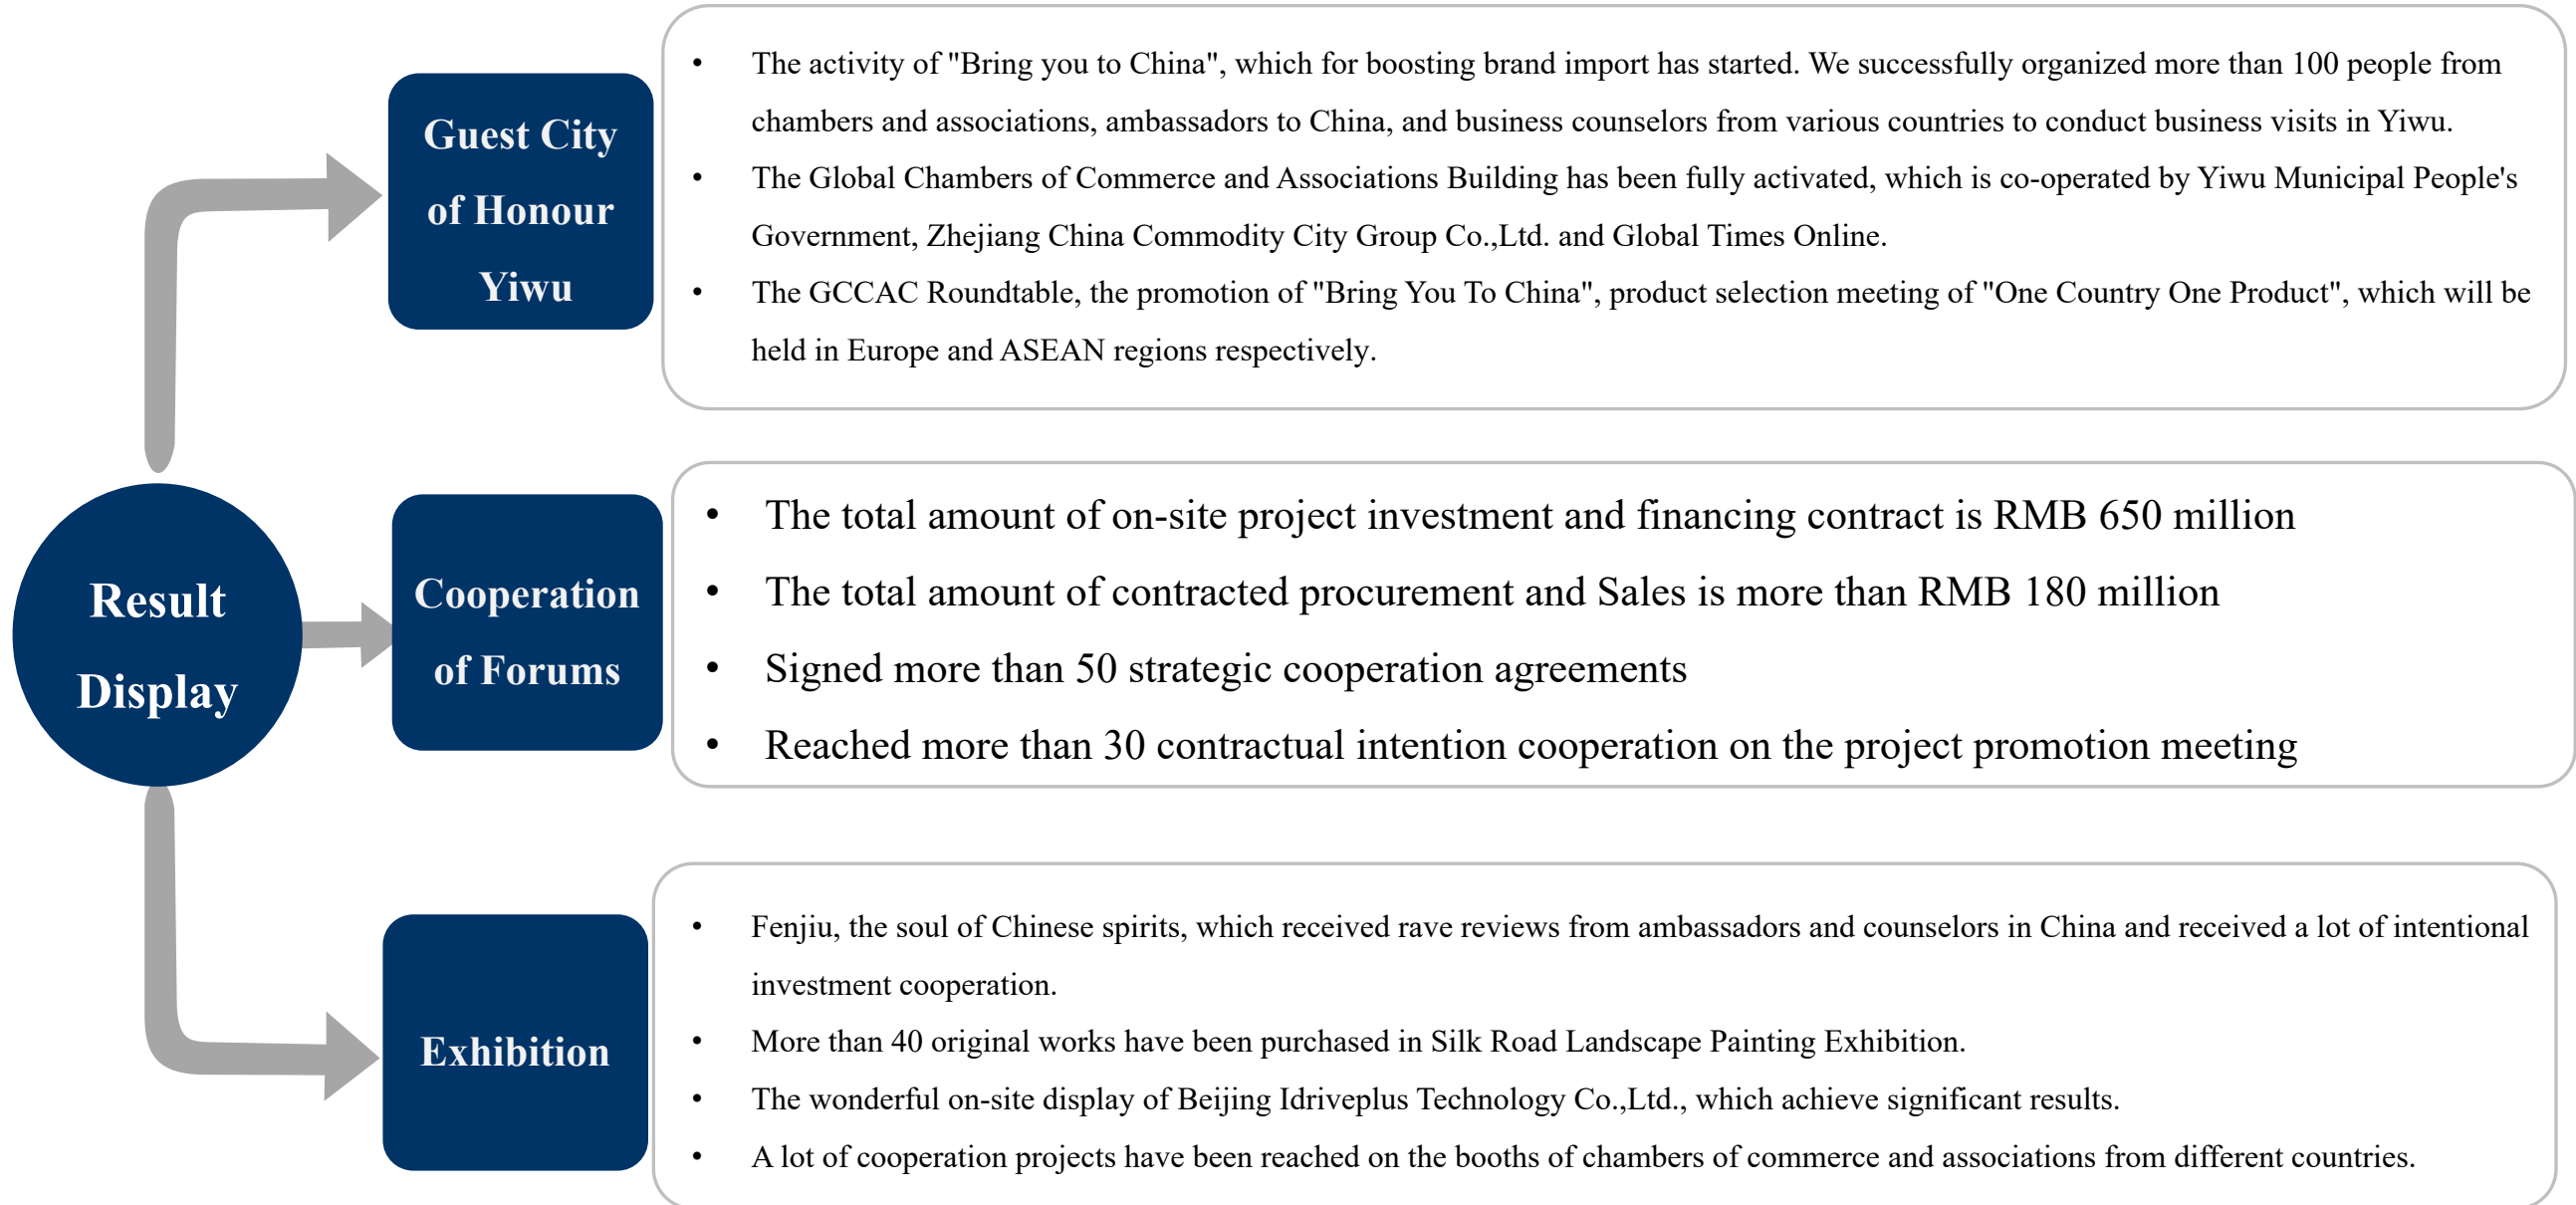 Result
Display
Guest City
of Honour
Yiwu
• The activity of "Bring you to China", which for boosting brand import has started. We successfully organized more than 100 people from
chambers and associations, ambassadors to China, and business counselors from various countries to conduct business visits in Yiwu.
• The Global Chambers of Commerce and Associations Building has been fully activated, which is co-operated by Yiwu Municipal People's
Government, Zhejiang China Commodity City Group Co.,Ltd. and Global Times Online.
• The GCCAC Roundtable, the promotion of "Bring You To China", product selection meeting of "One Country One Product", which will be
held in Europe and ASEAN regions respectively.
Cooperation
of Forums
• The total amount of on-site project investment and financing contract is RMB 650 million
• The total amount of contracted procurement and Sales is more than RMB 180 million
• Signed more than 50 strategic cooperation agreements
• Reached more than 30 contractual intention cooperation on the project promotion meeting
Exhibition
• Fenjiu, the soul of Chinese spirits, which received rave reviews from ambassadors and counselors in China and received a lot of intentional
investment cooperation.
• More than 40 original works have been purchased in Silk Road Landscape Painting Exhibition.
• The wonderful on-site display of Beijing Idriveplus Technology Co.,Ltd., which achieve significant results.
• A lot of cooperation projects have been reached on the booths of chambers of commerce and associations from different countries.